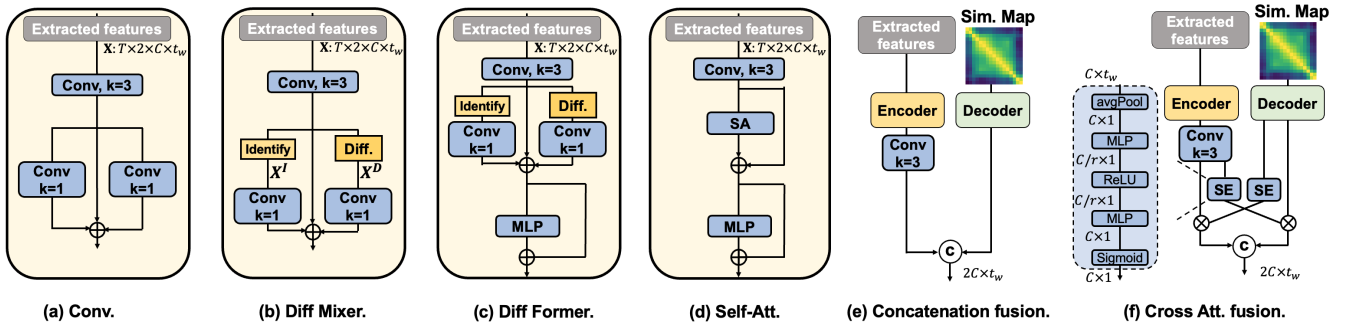 Extracted features
X: T×2×C×t_w
Conv, k=3
Conv
k=1
Conv
k=1
(a) Conv.
Extracted features
X: T×2×C×t_w
Conv, k=3
Identify
Diff.
X^I
X^D
Conv
k=1
Conv
k=1
(b) Diff Mixer.
Extracted features
X: T×2×C×t_w
Conv, k=3
Identify
Diff.
Conv
k=1
Conv
k=1
MLP
(c) Diff Former.
Extracted features
X: T×2×C×t_w
Conv, k=3
SA
MLP
(d) Self-Att.
Extracted
features
Sim. Map
Encoder
Decoder
Conv
k=3
C
2C×t_w
(e) Concatenation fusion.
C×t_w
avgPool
C×1
MLP
C/r×1
ReLU
C/r×1
MLP
C×1
Sigmoid
C×1
Extracted
features
Sim. Map
Encoder
Decoder
Conv
k=3
SE
SE
C
2C×t_w
(f) Cross Att. fusion.